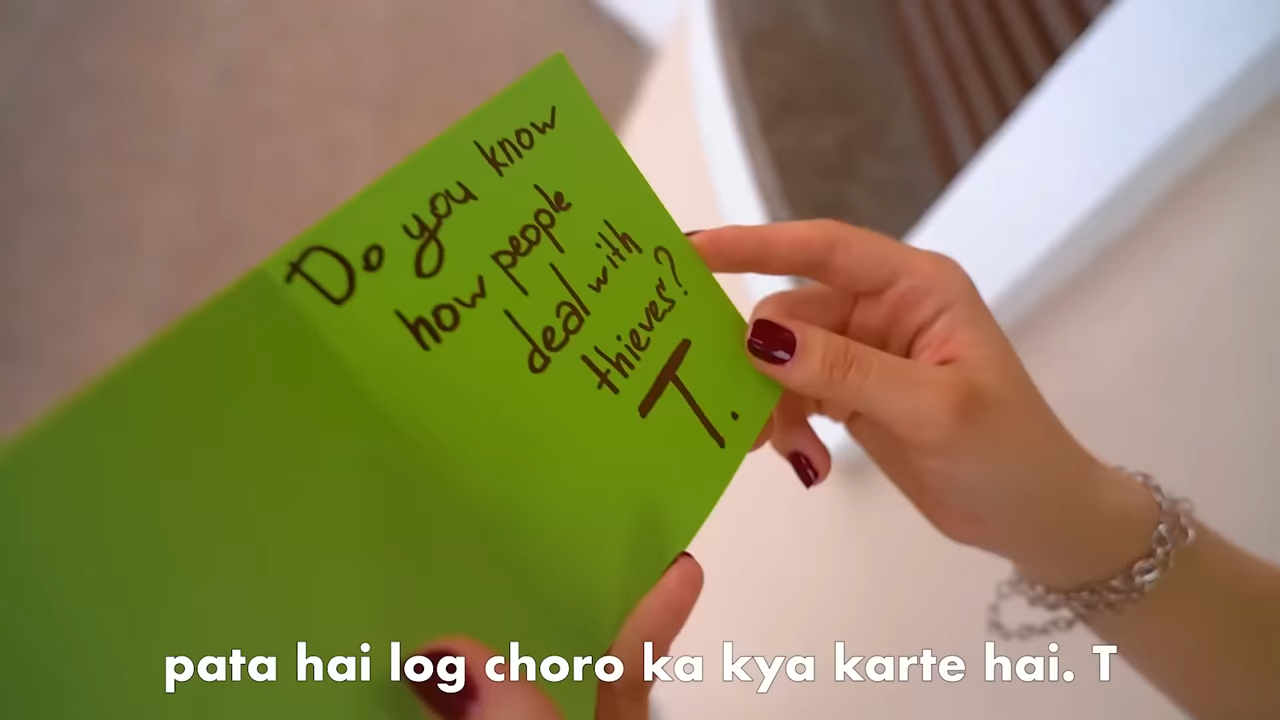 Do you know
how people
deal with
thieves?
T.
pata hai log choro ka kya karte hai. T